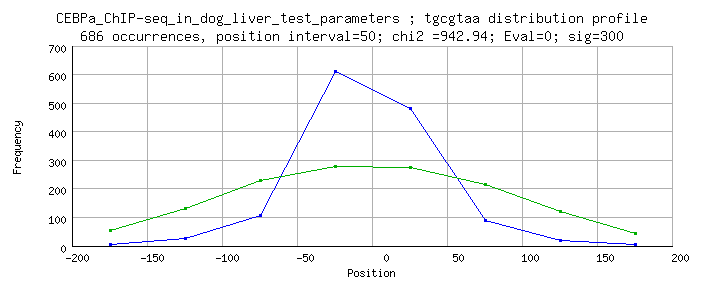 CEBPa_ChIP-seq_in_dog_liver_test_parameters ; tgcgtaa distribution profile
686 occurrences, position interval=50; chi2 =942.94; Eval=0; sig=300
700
600
500
400
300
200
100
0
Frequency
-200 -150 -100 -50 0 50 100 150 200
Position